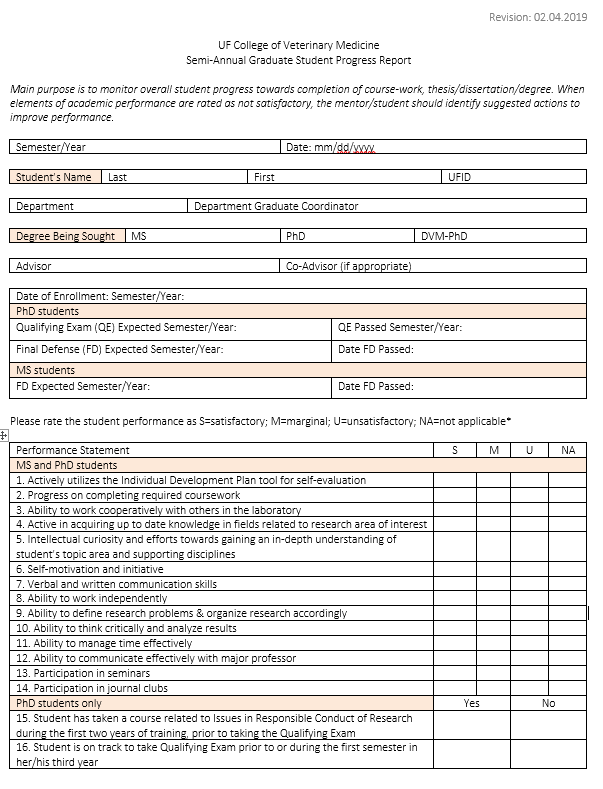 Revision: 02.04.2019
UF College of Veterinary Medicine
Semi-Annual Graduate Student Progress Report
Main purpose is to monitor overall student progress towards completion of course-work, thesis/dissertation/degree. When
elements of academic performance are rated as not satisfactory, the mentor/student should identify suggested actions to
improve performance.
Semester/Year Date: mm/dd/yyyy
Student's Name Last First UFID
Department Department Graduate Coordinator
Degree Being Sought MS PhD DVM-PhD
Advisor Co-Advisor (if appropriate)
Date of Enrollment: Semester/Year:
PhD students
Qualifying Exam (QE) Expected Semester/Year: QE Passed Semester/Year:
Final Defense (FD) Expected Semester/Year: Date FD Passed:
MS students
FD Expected Semester/Year: Date FD Passed:
Please rate the student performance as S=satisfactory; M=marginal; U=unsatisfactory; NA=not applicable*
Performance Statement S M U NA
MS and PhD students
1. Actively utilizes the Individual Development Plan tool for self-evaluation
2. Progress on completing required coursework
3. Ability to work cooperatively with others in the laboratory
4. Active in acquiring up to date knowledge in fields related to research area of interest
5. Intellectual curiosity and efforts towards gaining an in-depth understanding of
student's topic area and supporting disciplines
6. Self-motivation and initiative
7. Verbal and written communication skills
8. Ability to work independently
9. Ability to define research problems & organize research accordingly
10. Ability to think critically and analyze results
11. Ability to manage time effectively
12. Ability to communicate effectively with major professor
13. Participation in seminars
14. Participation in journal clubs
PhD students only Yes No
15. Student has taken a course related to Issues in Responsible Conduct of Research
during the first two years of training, prior to taking the Qualifying Exam
16. Student is on track to take Qualifying Exam prior to or during the first semester in
her/his third year